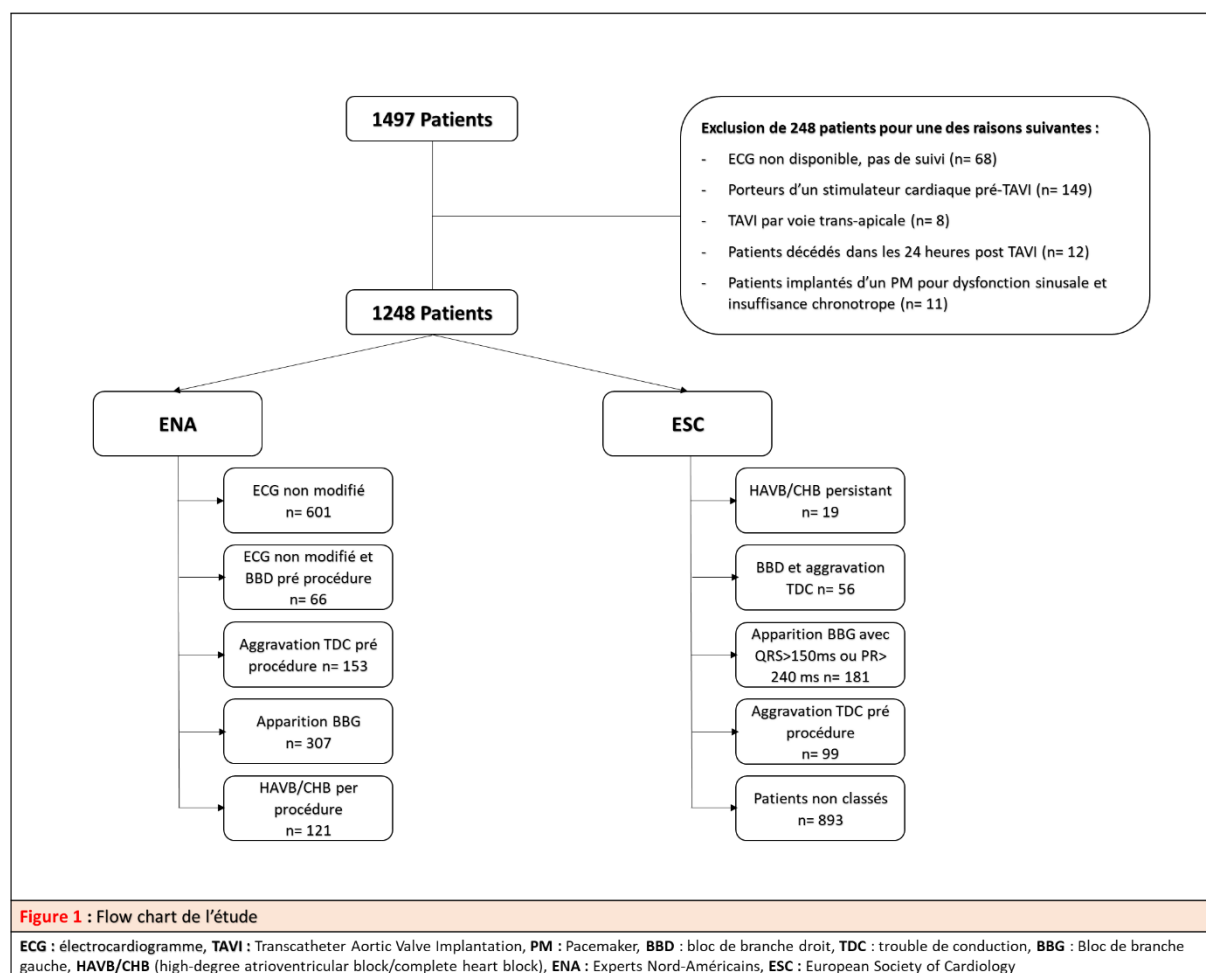 1497 Patients
Exclusion de 248 patients pour une des raisons suivantes :
- ECG non disponible, pas de suivi (n= 68)
- Porteurs d'un stimulateur cardiaque pré-TAVI (n= 149)
- TAVI par voie trans-apicale (n= 8)
- Patients décédés dans les 24 heures post TAVI (n= 12)
- Patients implantés d'un PM pour dysfonction sinusale et
insuffisance chronotrope (n= 11)
1248 Patients
ENA
ECG non modifié
n= 601
ECG non modifié et
BBD pré procédure
n= 66
Aggravation TDC pré
procédure n= 153
Apparition BBG
n= 307
HAVB/CHB per
procédure
n= 121
ESC
HAVB/CHB persistant
n= 19
BBD et aggravation
TDC n= 56
Apparition BBG avec
QRS>150ms ou PR>
240 ms n= 181
Aggravation TDC pré
procédure
n= 99
Patients non classés
n= 893
Figure 1 : Flow chart de l'étude
ECG : électrocardiogramme, TAVI : Transcatheter Aortic Valve Implantation, PM : Pacemaker, BBD : bloc de branche droit, TDC : trouble de conduction, BBG : Bloc de branche
gauche, HAVB/CHB (high-degree atrioventricular block/complete heart block), ENA : Experts Nord-Américains, ESC : European Society of Cardiology